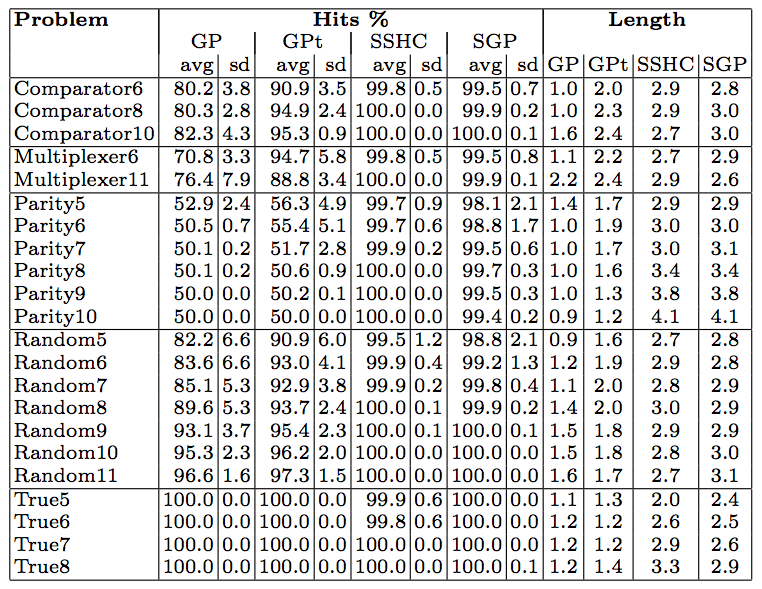 Problem Hits % Length
GP GPt SSHC SGP
avg sd avg sd avg sd avg sd GP GPt SSHC SGP
Comparator6 80.2 3.8 90.9 3.5 99.8 0.5 99.5 0.7 1.0 2.0 2.9 2.8
Comparator8 80.3 2.8 94.9 2.4 100.0 0.0 99.9 0.2 1.0 2.3 2.9 3.0
Comparator10 82.3 4.3 95.3 0.9 100.0 0.0 100.0 0.1 1.6 2.4 2.7 3.0
Multiplexer6 70.8 3.3 94.7 5.8 99.8 0.5 99.5 0.8 1.1 2.2 2.7 2.9
Multiplexer11 76.4 7.9 88.8 3.4 100.0 0.0 99.9 0.1 2.2 2.4 2.9 2.6
Parity5 52.9 2.4 56.3 4.9 99.7 0.9 98.1 2.1 1.4 1.7 2.9 2.9
Parity6 50.5 0.7 55.4 5.1 99.7 0.6 98.8 1.7 1.0 1.9 3.0 3.0
Parity7 50.1 0.2 51.7 2.8 99.9 0.2 99.5 0.6 1.0 1.7 3.0 3.1
Parity8 50.1 0.2 50.6 0.9 100.0 0.0 99.7 0.3 1.0 1.6 3.4 3.4
Parity9 50.0 0.0 50.2 0.1 100.0 0.0 99.5 0.3 1.0 1.3 3.8 3.8
Parity10 50.0 0.0 50.0 0.0 100.0 0.0 99.4 0.2 0.9 1.2 4.1 4.1
Random5 82.2 6.6 90.9 6.0 99.5 1.2 98.8 2.1 0.9 1.6 2.7 2.8
Random6 83.6 6.6 93.0 4.1 99.9 0.4 99.2 1.3 1.2 1.9 2.9 2.8
Random7 85.1 5.3 92.9 3.8 99.9 0.2 99.8 0.4 1.1 2.0 2.8 2.9
Random8 89.6 5.3 93.7 2.4 100.0 0.1 99.9 0.2 1.4 2.0 3.0 2.9
Random9 93.1 3.7 95.4 2.3 100.0 0.1 100.0 0.1 1.5 1.8 2.9 2.9
Random10 95.3 2.3 96.2 2.0 100.0 0.0 100.0 0.0 1.5 1.8 2.8 3.0
Random11 96.6 1.6 97.3 1.5 100.0 0.0 100.0 0.0 1.6 1.7 2.7 3.1
True5 100.0 0.0 100.0 0.0 99.9 0.6 100.0 0.0 1.1 1.3 2.0 2.4
True6 100.0 0.0 100.0 0.0 99.8 0.6 100.0 0.0 1.2 1.2 2.6 2.5
True7 100.0 0.0 100.0 0.0 100.0 0.0 100.0 0.0 1.2 1.2 2.9 2.6
True8 100.0 0.0 100.0 0.0 100.0 0.0 100.0 0.1 1.2 1.4 3.3 2.9